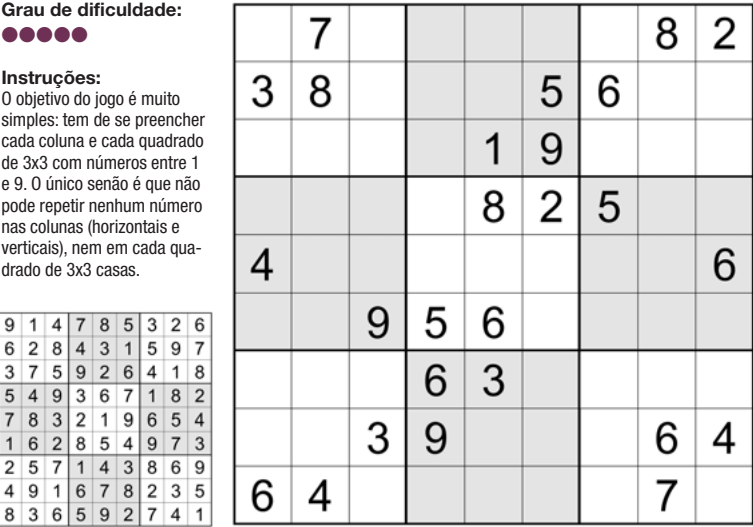 Grau de dificuldade:
Instruções:
O objetivo do jogo é muito
simples: tem de se preencher
cada coluna e cada quadrado
de 3x3 com números entre 1
e 9. O único senão é que não
pode repetir nenhum número
nas colunas (horizontais e
verticais), nem em cada qua-
drado de 3x3 casas.
9 1 4 7 8 5 3 2 6
6 2 8 4 3 1 5 9 7
3 7 5 9 2 6 4 1 8
5 4 9 3 6 7 1 8 2
7 8 3 2 1 9 6 5 4
1 6 2 8 5 4 9 7 3
2 5 7 1 4 3 8 6 9
4 9 1 6 7 8 2 3 5
8 3 6 5 9 2 7 4 1
7 8 2
3 8 5 6
1 9
8 2 5
4 6
9 5 6
6 3
3 9 6 4
6 4 7